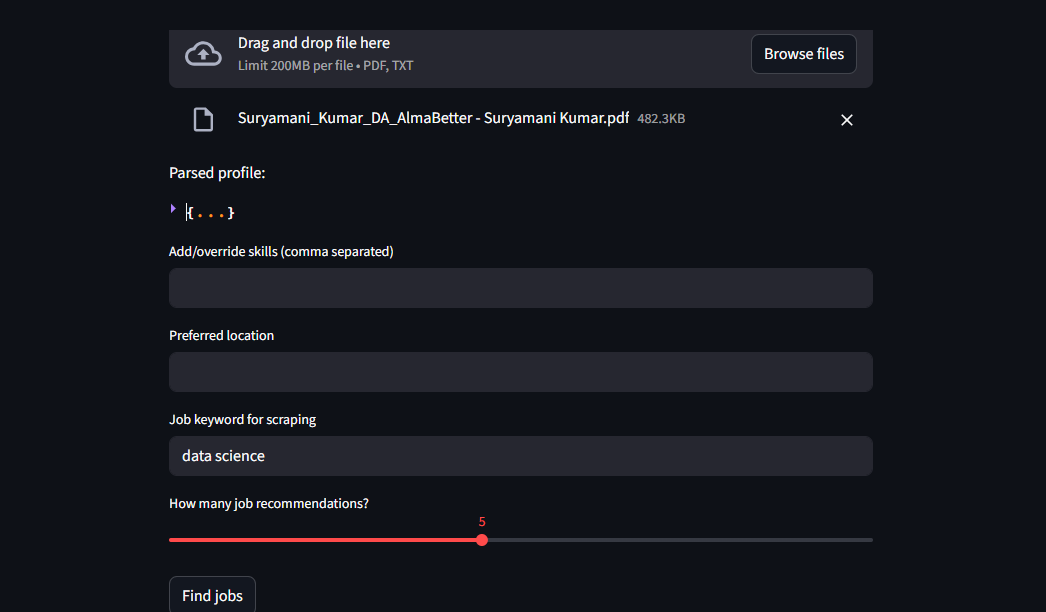 Drag and drop file here
Limit 200MB per file • PDF, TXT
Browse files
Suryamani_Kumar_DA_AlmaBetter - Suryamani Kumar.pdf 482.3KB
Parsed profile:
{...}
Add/override skills (comma separated)
Preferred location
Job keyword for scraping
data science
How many job recommendations?
5
Find jobs